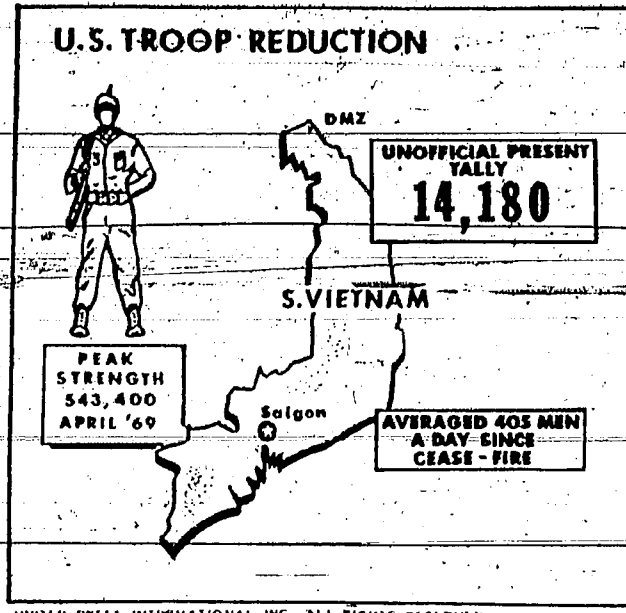 U.S. TROOP REDUCTION
DMZ
UNOFFICIAL PRESENT
TALLY
14,180
S. VIETNAM
PEAK
STRENGTH
543,400
APRIL '69
Saigon
AVERAGED 405 MEN
A DAY SINCE
CEASE-FIRE